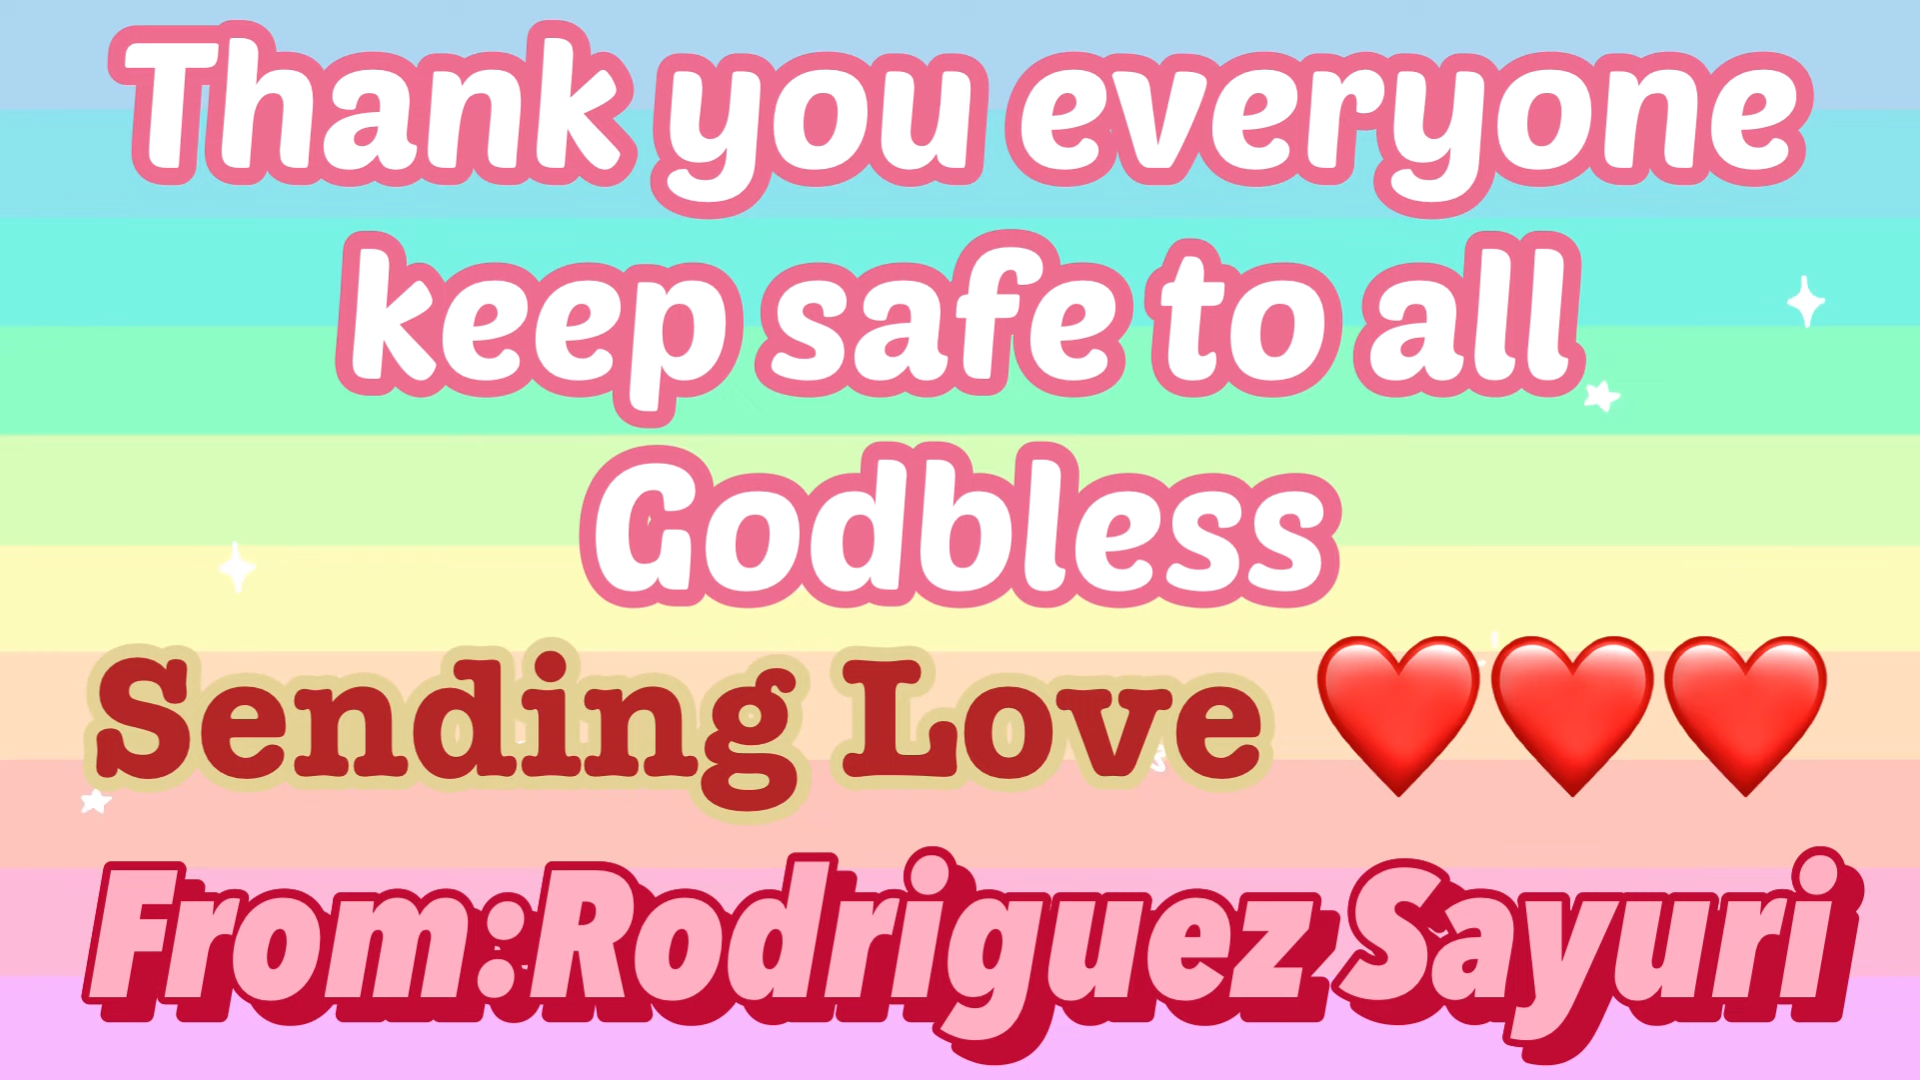 Thank you everyone
keep safe to all
Godbless
Sending Love ❤️❤️❤️
From:Rodriguez Sayuri